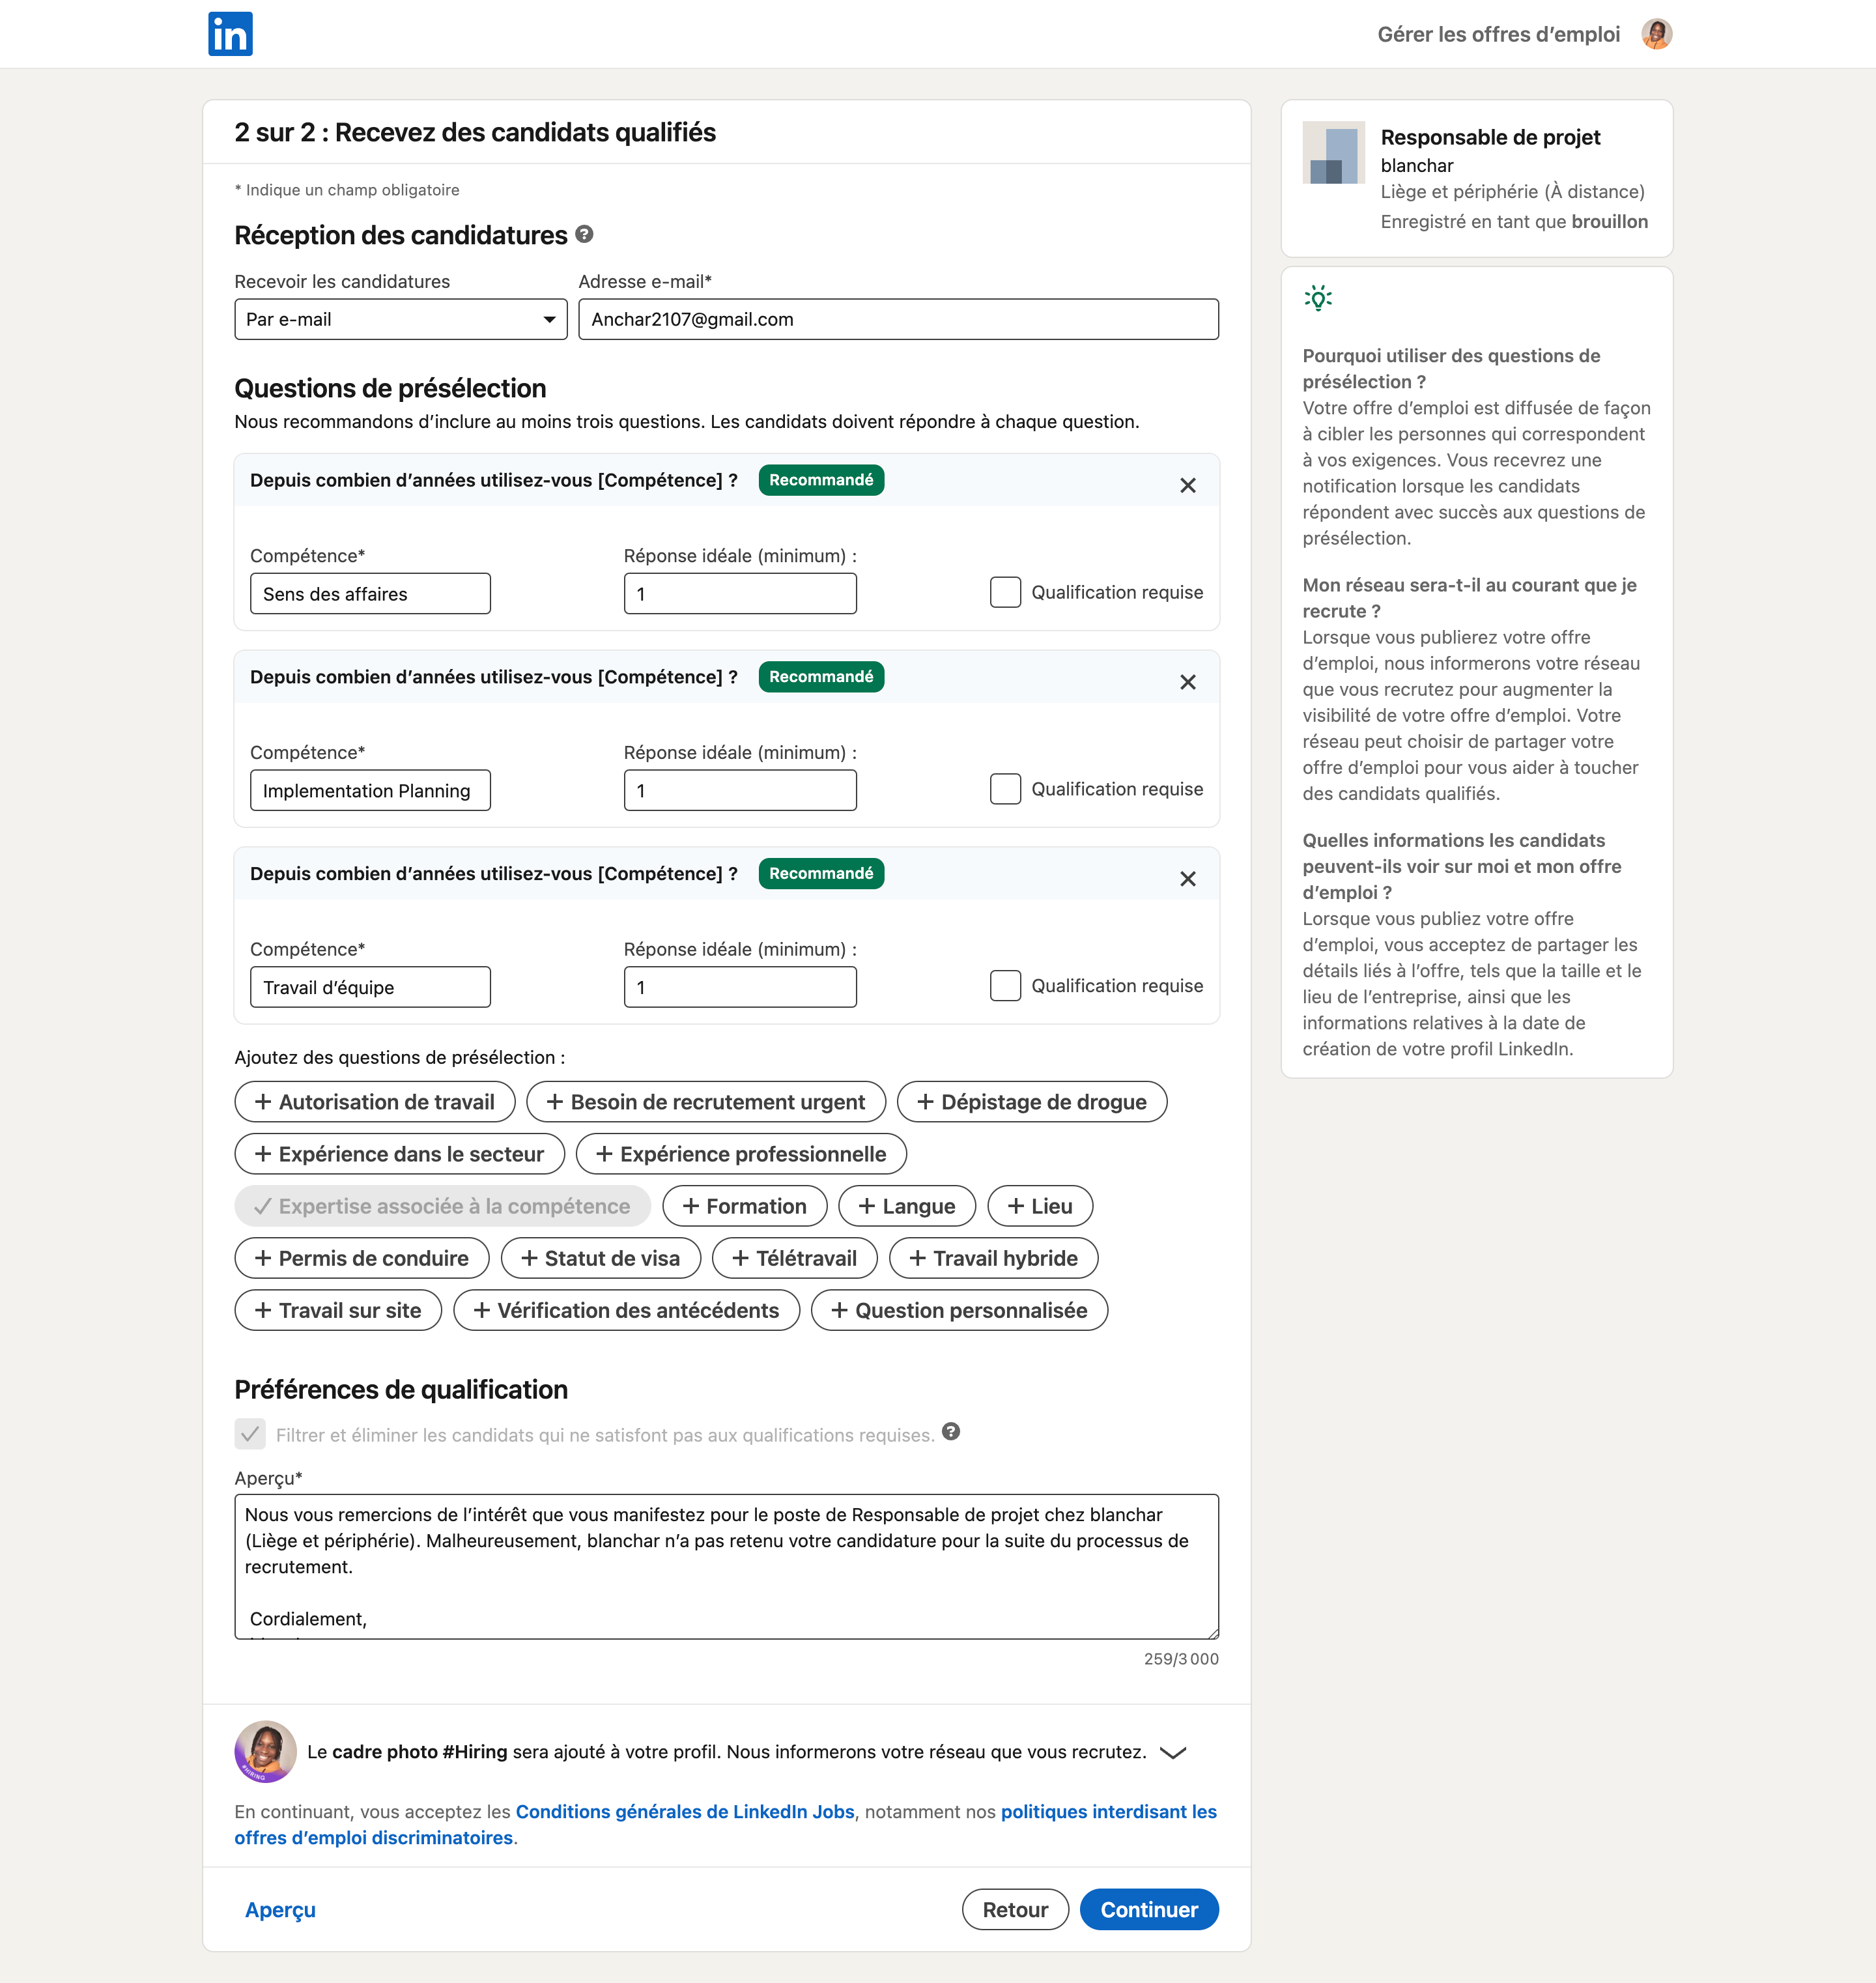 in
Gérer les offres d’emploi
2 sur 2 : Recevez des candidats qualifiés
* Indique un champ obligatoire
Réception des candidatures ?
Recevoir les candidatures
Adresse e-mail*
Par e-mail
Anchar2107@gmail.com
Questions de présélection
Nous recommandons d’inclure au moins trois questions. Les candidats doivent répondre à chaque question.
Depuis combien d’années utilisez-vous [Compétence] ? Recommandé
Compétence*
Réponse idéale (minimum) :
Sens des affaires
1
Qualification requise
Depuis combien d’années utilisez-vous [Compétence] ? Recommandé
Compétence*
Réponse idéale (minimum) :
Implementation Planning
1
Qualification requise
Depuis combien d’années utilisez-vous [Compétence] ? Recommandé
Compétence*
Réponse idéale (minimum) :
Travail d’équipe
1
Qualification requise
Ajoutez des questions de présélection :
+ Autorisation de travail
+ Besoin de recrutement urgent
+ Dépistage de drogue
+ Expérience dans le secteur
+ Expérience professionnelle
✓ Expertise associée à la compétence
+ Formation
+ Langue
+ Lieu
+ Permis de conduire
+ Statut de visa
+ Télétravail
+ Travail hybride
+ Travail sur site
+ Vérification des antécédents
+ Question personnalisée
Préférences de qualification
Filtrer et éliminer les candidats qui ne satisfont pas aux qualifications requises. ?
Aperçu*
Nous vous remercions de l’intérêt que vous manifestez pour le poste de Responsable de projet chez blanchar
(Liège et périphérie). Malheureusement, blanchar n’a pas retenu votre candidature pour la suite du processus de
recrutement.
Cordialement,
259/3 000
#HIRING
Le cadre photo #Hiring sera ajouté à votre profil. Nous informerons votre réseau que vous recrutez.
En continuant, vous acceptez les Conditions générales de LinkedIn Jobs, notamment nos politiques interdisant les
offres d’emploi discriminatoires.
Aperçu
Retour
Continuer
Responsable de projet
blanchar
Liège et périphérie (À distance)
Enregistré en tant que brouillon
Pourquoi utiliser des questions de
présélection ?
Votre offre d’emploi est diffusée de façon
à cibler les personnes qui correspondent
à vos exigences. Vous recevrez une
notification lorsque les candidats
répondent avec succès aux questions de
présélection.
Mon réseau sera-t-il au courant que je
recrute ?
Lorsque vous publierez votre offre
d’emploi, nous informerons votre réseau
que vous recrutez pour augmenter la
visibilité de votre offre d’emploi. Votre
réseau peut choisir de partager votre
offre d’emploi pour vous aider à toucher
des candidats qualifiés.
Quelles informations les candidats
peuvent-ils voir sur moi et mon offre
d’emploi ?
Lorsque vous publiez votre offre
d’emploi, vous acceptez de partager les
détails liés à l’offre, tels que la taille et le
lieu de l’entreprise, ainsi que les
informations relatives à la date de
création de votre profil LinkedIn.